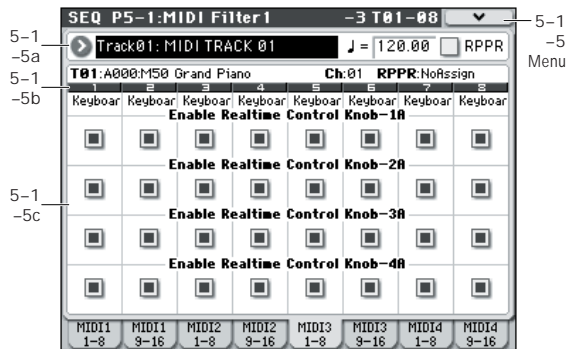 SEQ P5-1:MIDI Filter1 -3 T01-08
5-1 -5 Menu
5-1 -5a
Track01: MIDI TRACK 01 ♩= 120.00 RPPR
5-1 -5b
T01:A000:M50 Grand Piano Ch:01 RPPR:NoAssign
1 2 3 4 5 6 7 8
Keyboar Keyboar Keyboar Keyboar Keyboar Keyboar Keyboar Keyboar
Enable Realtime Control Knob-1A
Enable Realtime Control Knob-2A
5-1 -5c
Enable Realtime Control Knob-3A
Enable Realtime Control Knob-4A
MIDI1 1-8 MIDI1 9-16 MIDI2 1-8 MIDI2 9-16 MIDI3 1-8 MIDI3 9-16 MIDI4 1-8 MIDI4 9-16